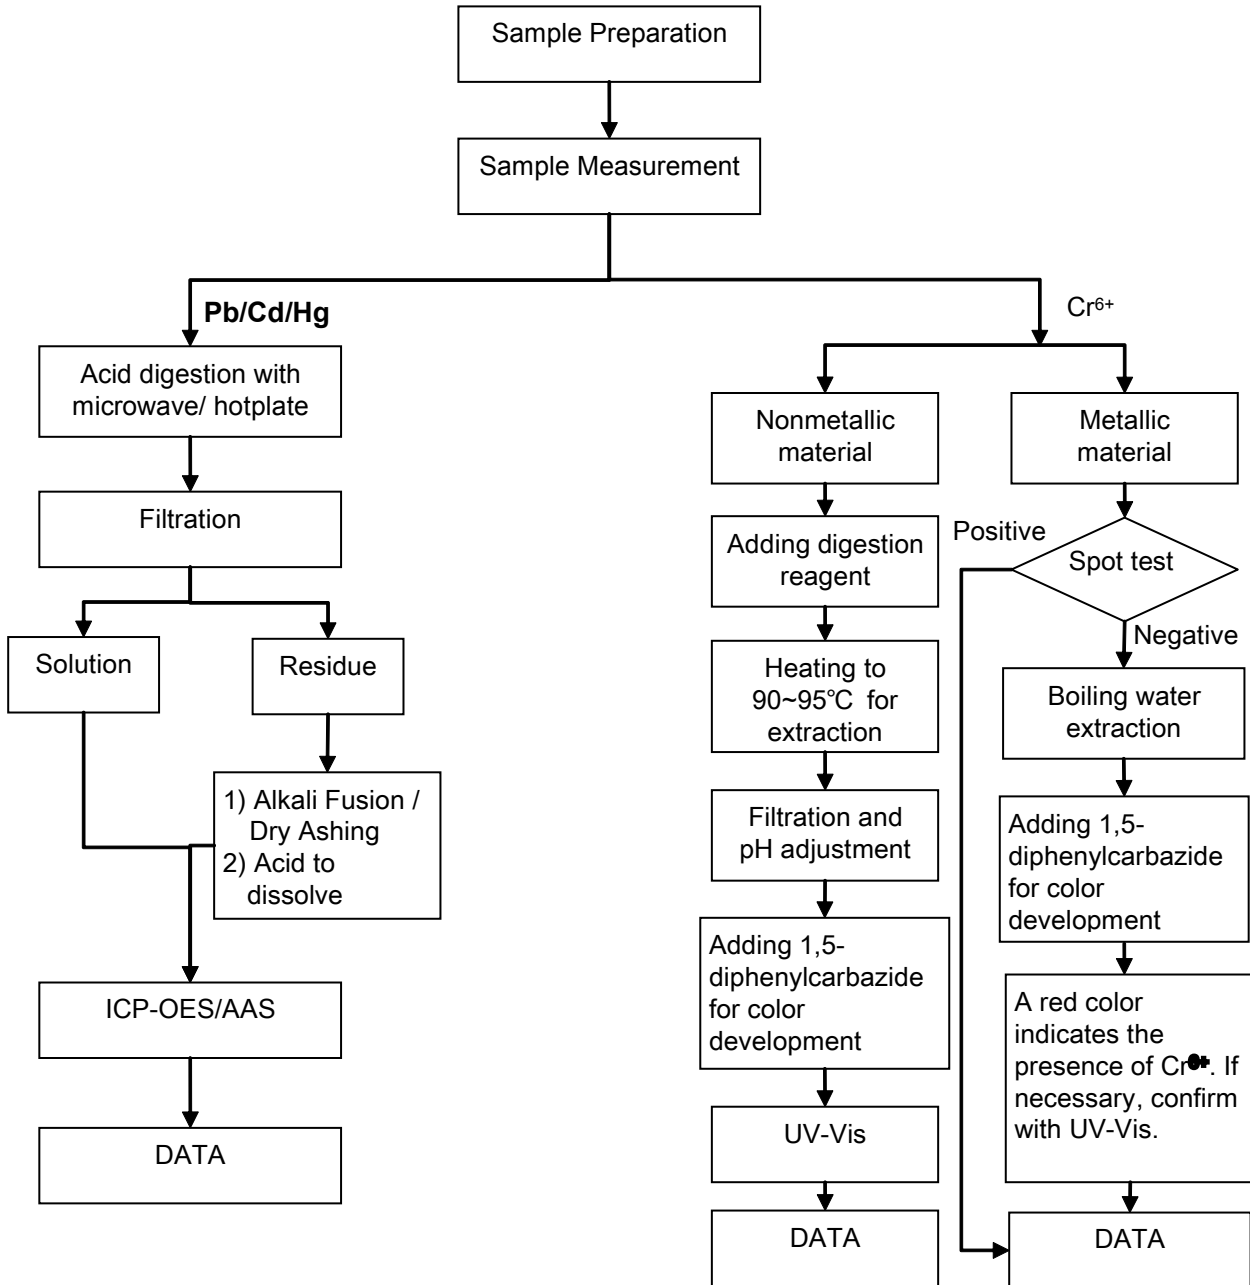 Sample Preparation
Sample Measurement
Pb/Cd/Hg
Acid digestion with
microwave/ hotplate
Filtration
Solution
Residue
1) Alkali Fusion /
Dry Ashing
2) Acid to
dissolve
ICP-OES/AAS
DATA
Cr⁶⁺
Nonmetallic
material
Adding digestion
reagent
Heating to
90~95℃ for
extraction
Filtration and
pH adjustment
Adding 1,5-
diphenylcarbazide
for color
development
UV-Vis
DATA
Metallic
material
Spot test
Positive
Negative
Boiling water
extraction
Adding 1,5-
diphenylcarbazide
for color
development
A red color
indicates the
presence of Cr⁶⁺. If
necessary, confirm
with UV-Vis.
DATA